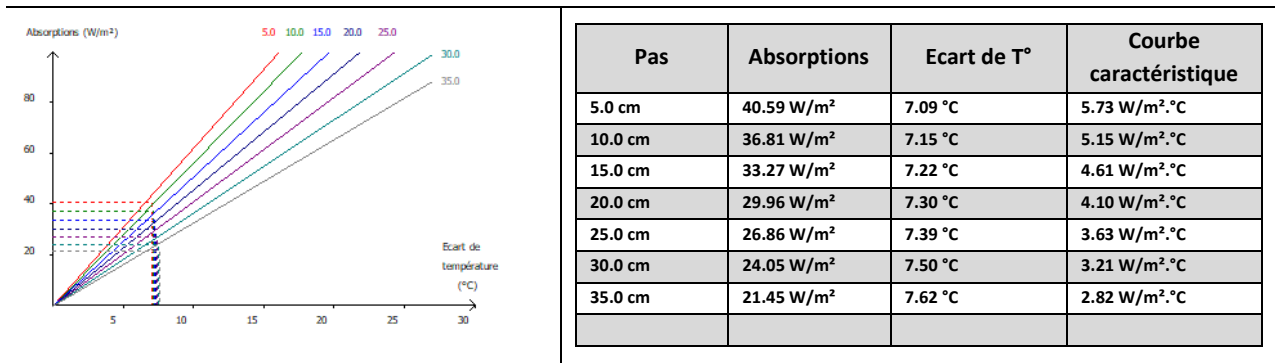 Absorptions (W/m²)
5.0 10.0 15.0 20.0 25.0
30.0
35.0
80
60
40
20
Ecart de
température
(°C)
5 10 15 20 25 30
Pas Absorptions Ecart de T° Courbe caractéristique
5.0 cm 40.59 W/m² 7.09 °C 5.73 W/m².°C
10.0 cm 36.81 W/m² 7.15 °C 5.15 W/m².°C
15.0 cm 33.27 W/m² 7.22 °C 4.61 W/m².°C
20.0 cm 29.96 W/m² 7.30 °C 4.10 W/m².°C
25.0 cm 26.86 W/m² 7.39 °C 3.63 W/m².°C
30.0 cm 24.05 W/m² 7.50 °C 3.21 W/m².°C
35.0 cm 21.45 W/m² 7.62 °C 2.82 W/m².°C